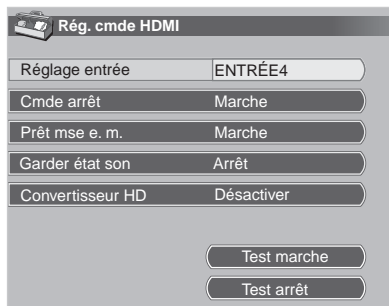 Rég. cmde HDMI
Réglage entrée ENTRÉE4
Cmde arrêt Marche
Prêt mse e. m. Marche
Garder état son Arrêt
Convertisseur HD Désactiver
Test marche
Test arrêt